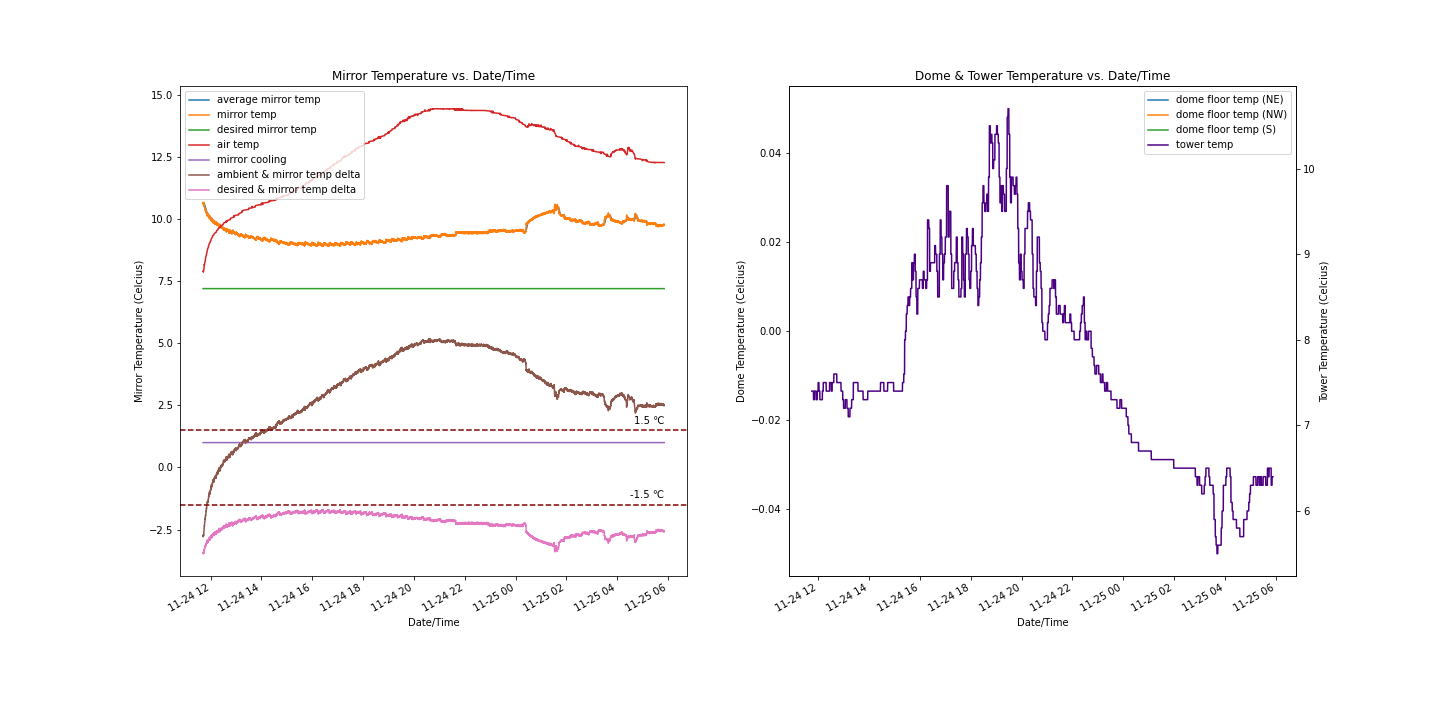 Mirror Temperature vs. Date/Time
Mirror Temperature (Celcius)
15.0
12.5
10.0
7.5
5.0
2.5
0.0
−2.5
average mirror temp
mirror temp
desired mirror temp
air temp
mirror cooling
ambient & mirror temp delta
desired & mirror temp delta
1.5 °C
-1.5 °C
11-24 12
11-24 14
11-24 16
11-24 18
11-24 20
11-24 22
11-25 00
11-25 02
11-25 04
11-25 06
Date/Time
Dome & Tower Temperature vs. Date/Time
Dome Temperature (Celcius)
0.04
0.02
0.00
−0.02
−0.04
dome floor temp (NE)
dome floor temp (NW)
dome floor temp (S)
tower temp
10
9
8
7
6
Tower Temperature (Celcius)
11-24 12
11-24 14
11-24 16
11-24 18
11-24 20
11-24 22
11-25 00
11-25 02
11-25 04
11-25 06
Date/Time